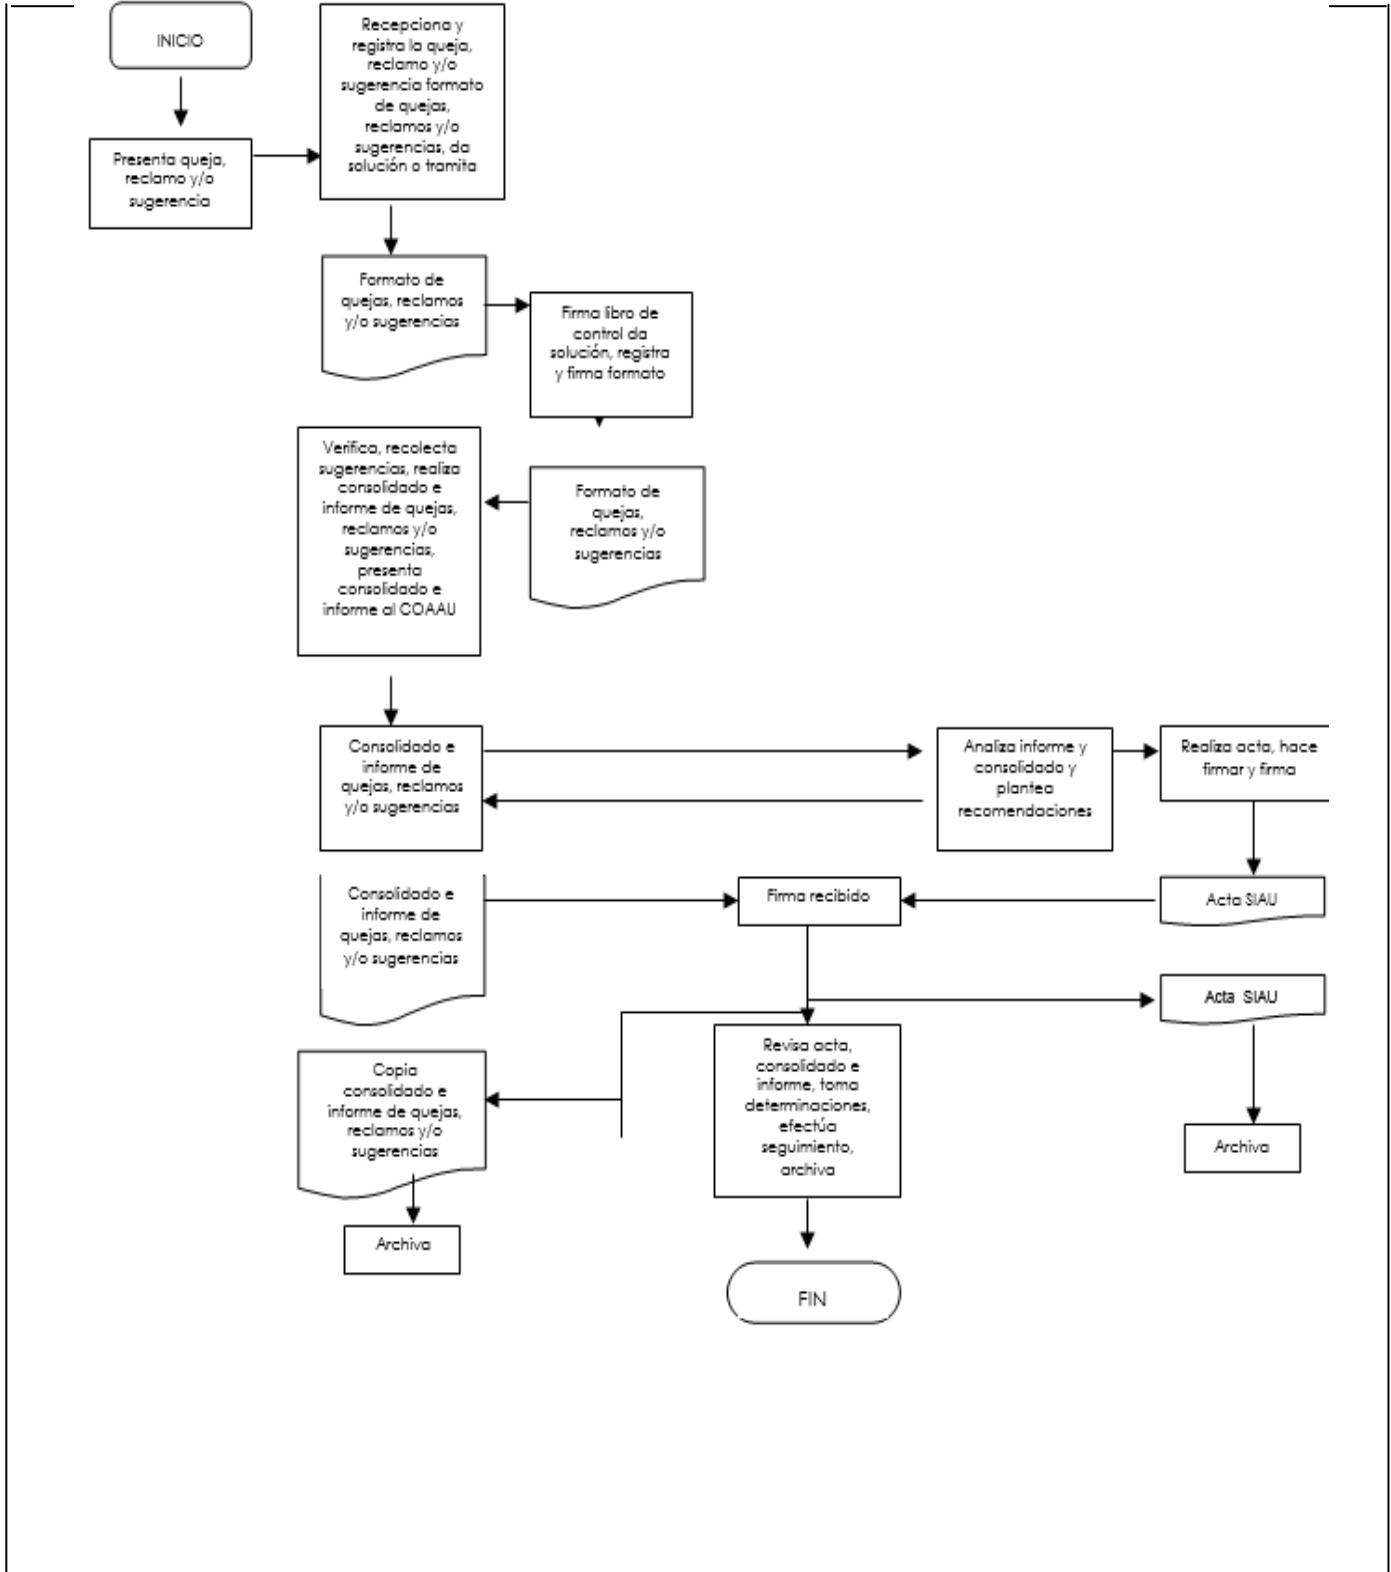 INICIO
Recepciona y
registra la queja,
reclamo y/o
sugerencia formato
de quejas,
reclamos y/o
sugerencias, da
solución o tramita
Presenta queja,
reclamo y/o
sugerencia
Formato de
quejas, reclamos
y/o sugerencias
Firma libro de
control da
solución, registra
y firma formato
Verifica, recolecta
sugerencias, realiza
consolidado e
informe de quejas,
reclamos y/o
sugerencias,
presenta
consolidado e
informe al COAAU
Formato de
quejas,
reclamos y/o
sugerencias
Consolidado e
informe de
quejas, reclamos
y/o sugerencias
Analiza informe y
consolidado y
plantea
recomendaciones
Realiza acta, hace
firmar y firma
Consolidado e
informe de
quejas, reclamos
y/o sugerencias
Firma recibido
Acta SIAU
Acta SIAU
Revisa acta,
consolidado e
informe, toma
determinaciones,
efectúa
seguimiento,
archiva
Copia
consolidado e
informe de quejas,
reclamos y/o
sugerencias
Archiva
Archiva
FIN